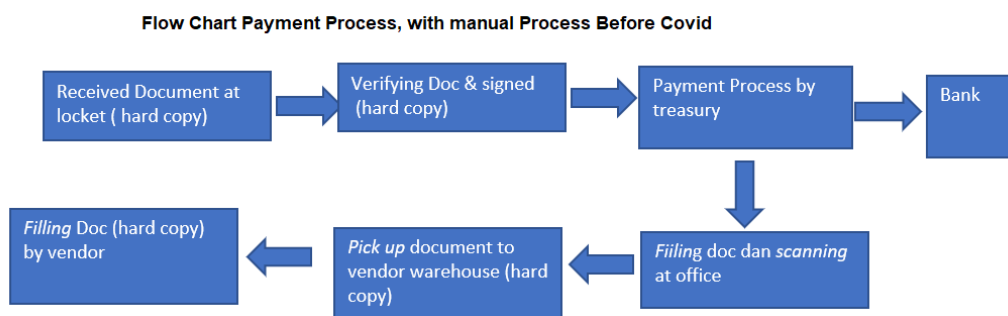 Flow Chart Payment Process, with manual Process Before Covid
Received Document at
locket ( hard copy)
Verifying Doc & signed
(hard copy)
Payment Process by
treasury
Bank
Filling Doc (hard copy)
by vendor
Pick up document to
vendor warehouse (hard
copy)
Fiiling doc dan scanning
at office